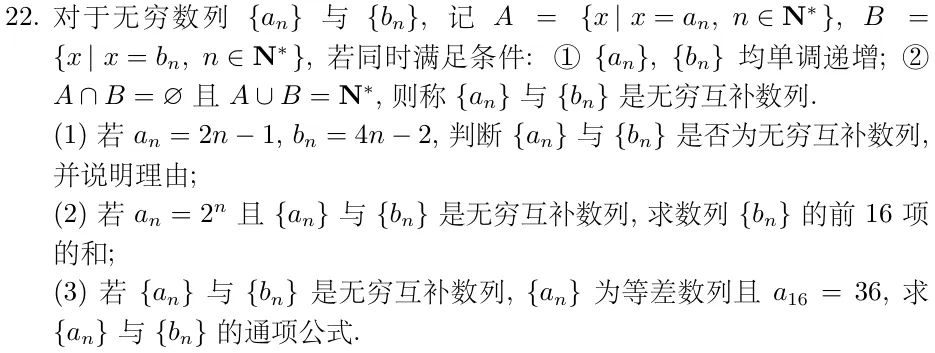 22. 对于无穷数列 {aₙ} 与 {bₙ}, 记 A = {x | x = aₙ, n ∈ N*}, B =
{x | x = bₙ, n ∈ N*}, 若同时满足条件: ① {aₙ}, {bₙ} 均单调递增; ②
A ∩ B = ∅ 且 A ∪ B = N*, 则称 {aₙ} 与 {bₙ} 是无穷互补数列.
(1) 若 aₙ = 2n − 1, bₙ = 4n − 2, 判断 {aₙ} 与 {bₙ} 是否为无穷互补数列,
并说明理由;
(2) 若 aₙ = 2ⁿ 且 {aₙ} 与 {bₙ} 是无穷互补数列, 求数列 {bₙ} 的前 16 项
的和;
(3) 若 {aₙ} 与 {bₙ} 是无穷互补数列, {aₙ} 为等差数列且 a₁₆ = 36, 求
{aₙ} 与 {bₙ} 的通项公式.